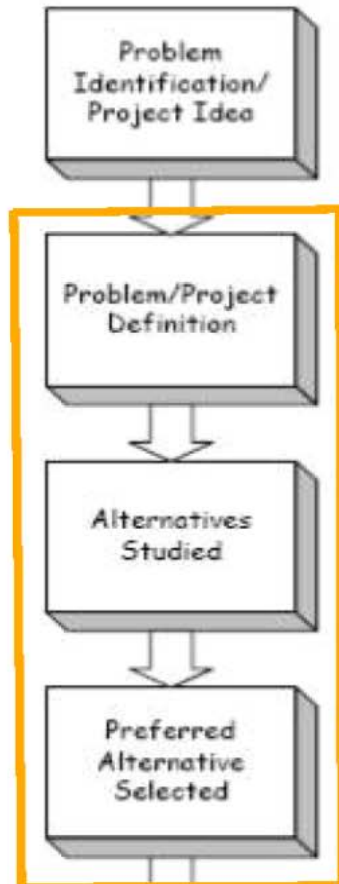 Problem
Identification/
Project Idea
Problem/Project
Definition
Alternatives
Studied
Preferred
Alternative
Selected